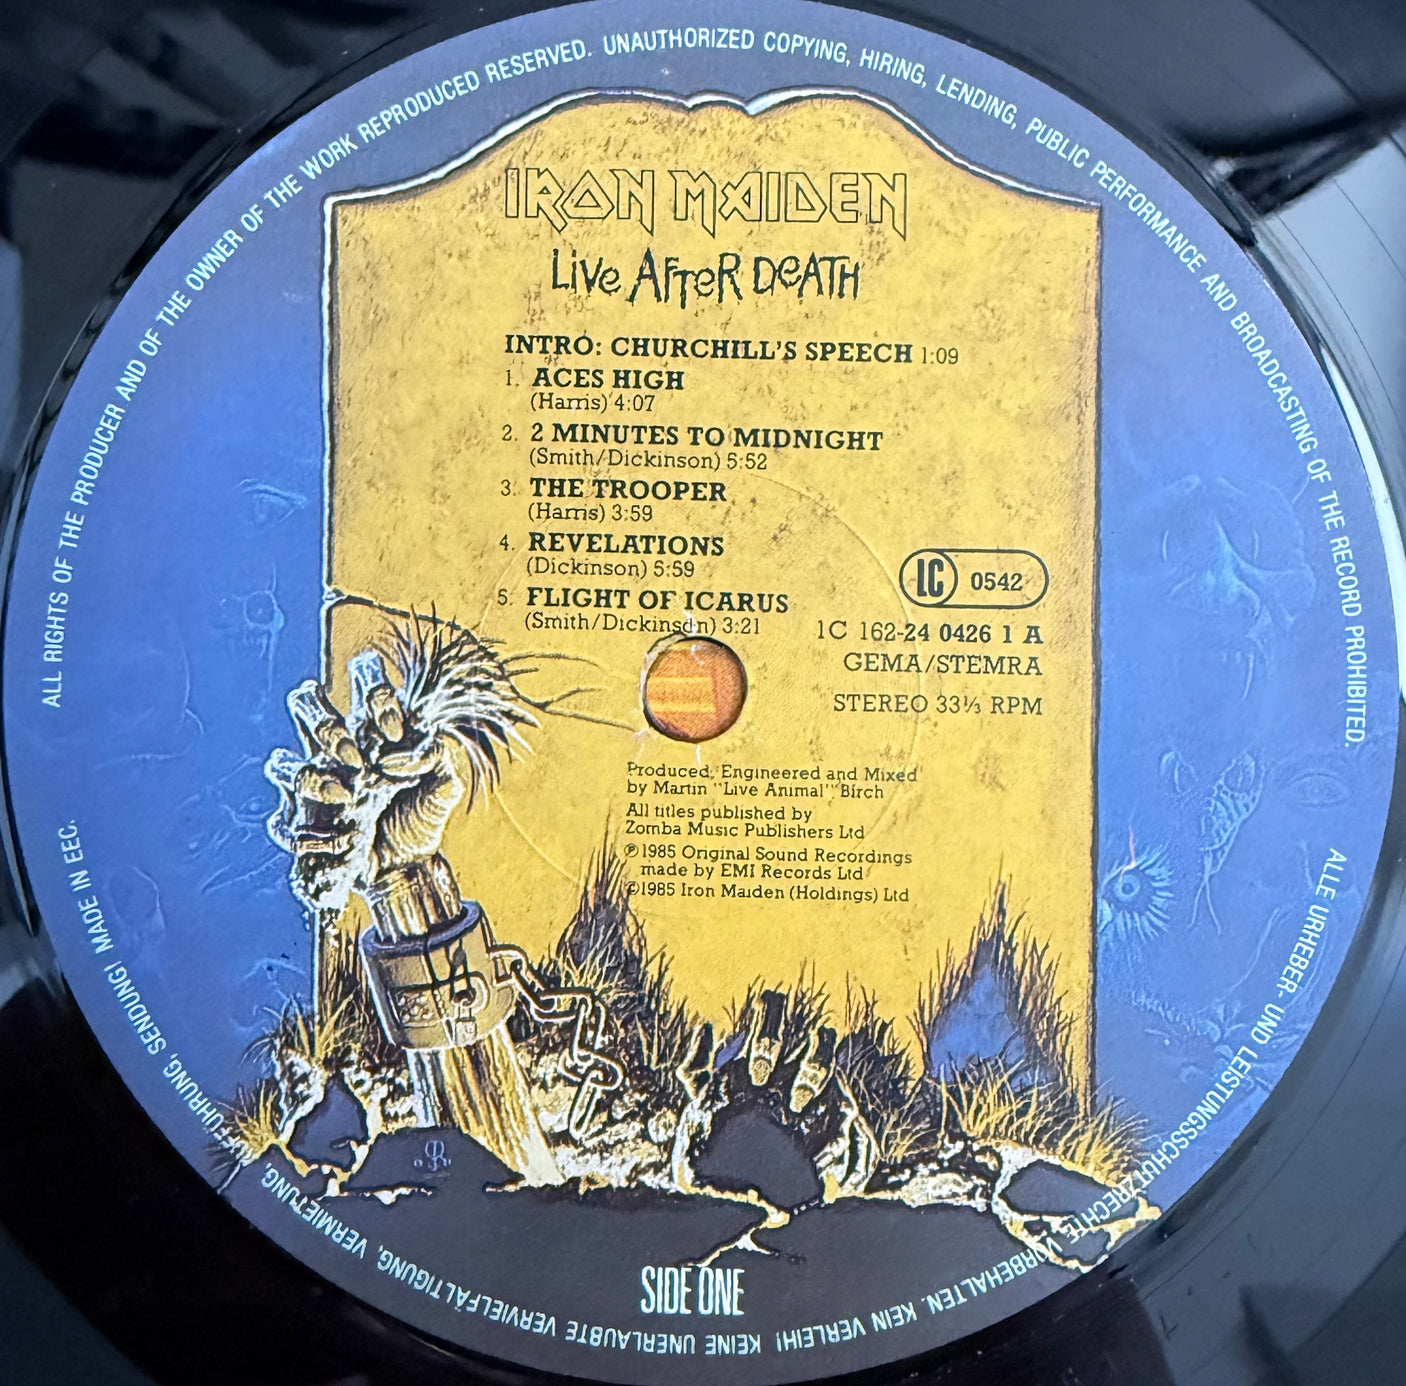 ALL RIGHTS OF THE PRODUCER AND OF THE OWNER OF THE WORK REPRODUCED RESERVED. UNAUTHORIZED COPYING, HIRING, LENDING, PUBLIC PERFORMANCE AND BROADCASTING OF THE RECORD PROHIBITED.
IRON MAIDEN
LIVE AFTER DEATH
INTRO: CHURCHILL'S SPEECH 1:09
1. ACES HIGH
(Harris) 4:07
2. 2 MINUTES TO MIDNIGHT
(Smith/Dickinson) 5:52
3. THE TROOPER
(Harris) 3:59
4. REVELATIONS
(Dickinson) 5:59
5. FLIGHT OF ICARUS
(Smith/Dickinson) 3:21
LC 0542
1C 162-24 0426 1 A
GEMA/STEMRA
STEREO 33⅓ RPM
Produced, Engineered and Mixed
by Martin "Live Animal" Birch
All titles published by
Zomba Music Publishers Ltd
℗1985 Original Sound Recordings
made by EMI Records Ltd
©1985 Iron Maiden (Holdings) Ltd
SIDE ONE
ALLE URHEBER- UND LEISTUNGSSCHUTZRECHTE VORBEHALTEN. KEIN VERLEIH! KEINE UNERLAUBTE VERVIELFÄLTIGUNG, VERMIETUNG, AUFFÜHRUNG, SENDUNG! MADE IN EEC.